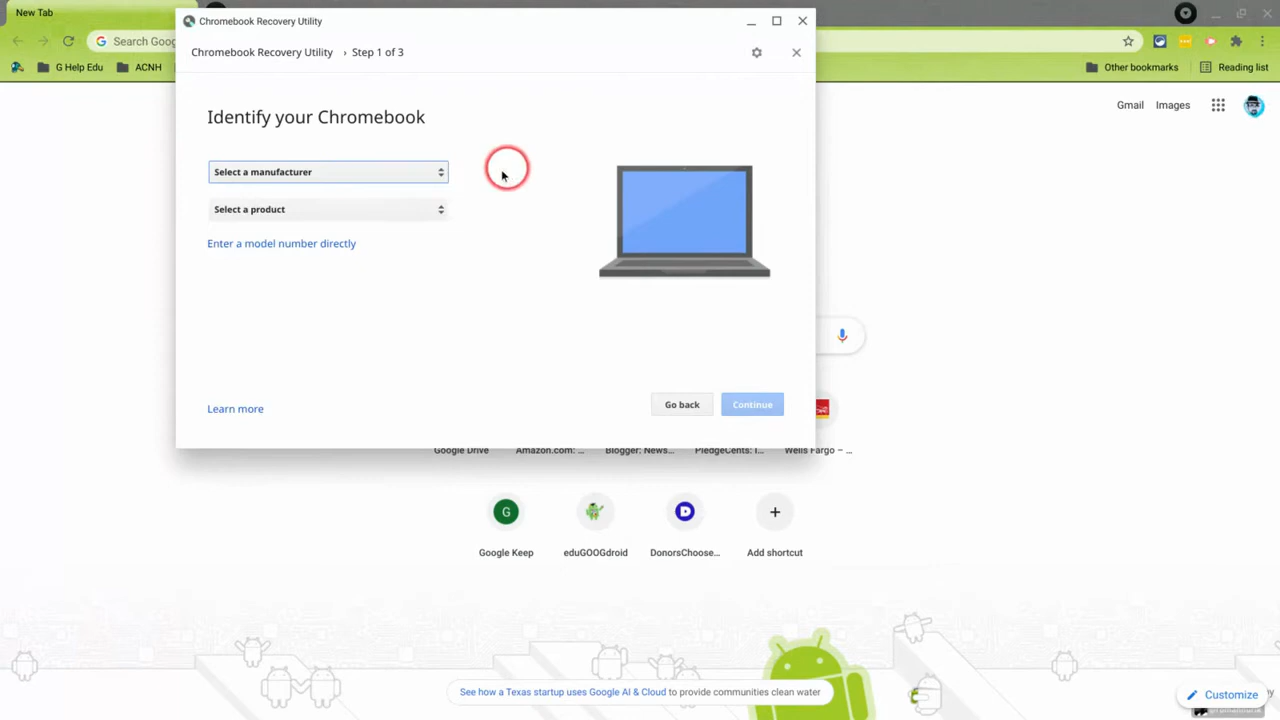 New Tab
Chromebook Recovery Utility
Search Goog
G Help Edu
ACNH
Other bookmarks
Reading list
Chromebook Recovery Utility › Step 1 of 3
Gmail
Images
Identify your Chromebook
Select a manufacturer
Select a product
Enter a model number directly
Learn more
Go back
Continue
Google Drive
Amazon.com: ...
Blogger: News...
PledgeCents: I...
Wells Fargo – ...
G
Google Keep
eduGOOGdroid
DonorsChoose...
Add shortcut
See how a Texas startup uses Google AI & Cloud to provide communities clean water
Customize